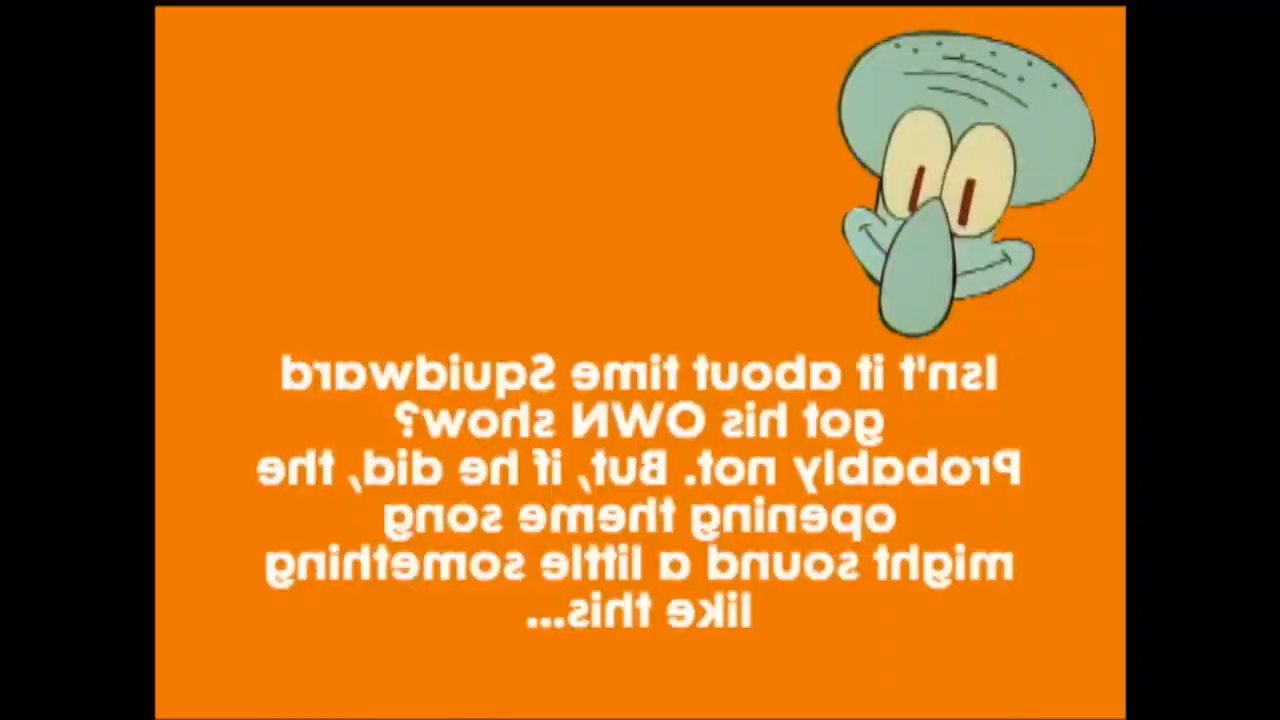 Isn't it about time Squidward
got his OWN show?
Probably not. But, if he did, the
opening theme song
might sound a little something
like this...